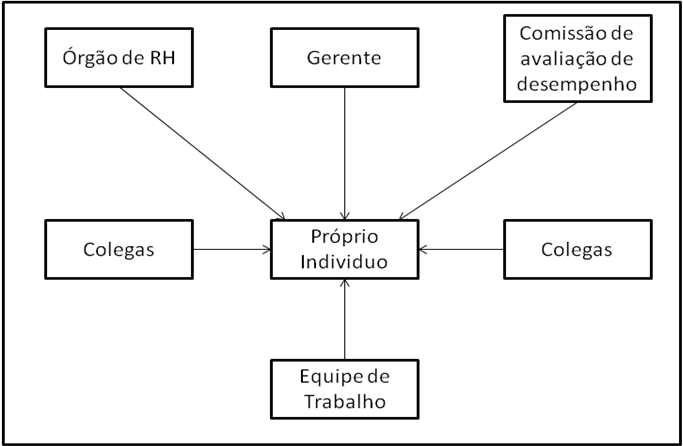 Órgão de RH
Gerente
Comissão de
avaliação de
desempenho
Colegas
Próprio
Individuo
Colegas
Equipe de
Trabalho